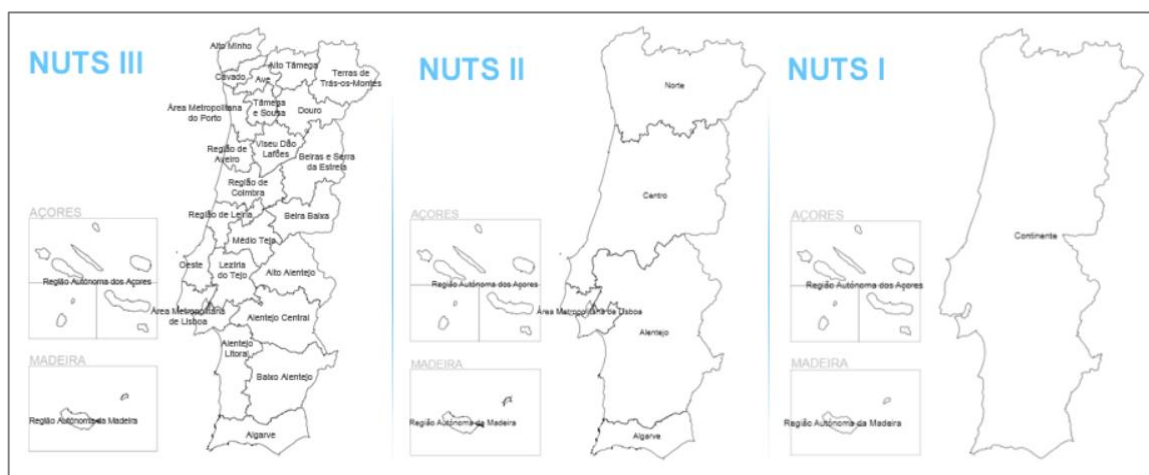 NUTS III
Alto Minho
Alto Tâmega
Terras de
Trás-os-Montes
Cávado
Ave
Tâmega
e Sousa
Área Metropolitana
do Porto
Douro
Região de
Aveiro
Viseu Dão
Lafões
Beiras e Serra
da Estrela
Região de
Coimbra
Região de Leiria
Beira Baixa
Médio Tejo
Oeste
Lezíria
do Tejo
Alto Alentejo
Área Metropolitana
de Lisboa
Alentejo Central
Alentejo
Litoral
Baixo Alentejo
Algarve
AÇORES
Região Autónoma dos Açores
MADEIRA
Região Autónoma da Madeira
NUTS II
Norte
Centro
Área Metropolitana de Lisboa
Alentejo
Algarve
AÇORES
Região Autónoma dos Açores
MADEIRA
Região Autónoma da Madeira
NUTS I
Continente
AÇORES
Região Autónoma dos Açores
MADEIRA
Região Autónoma da Madeira